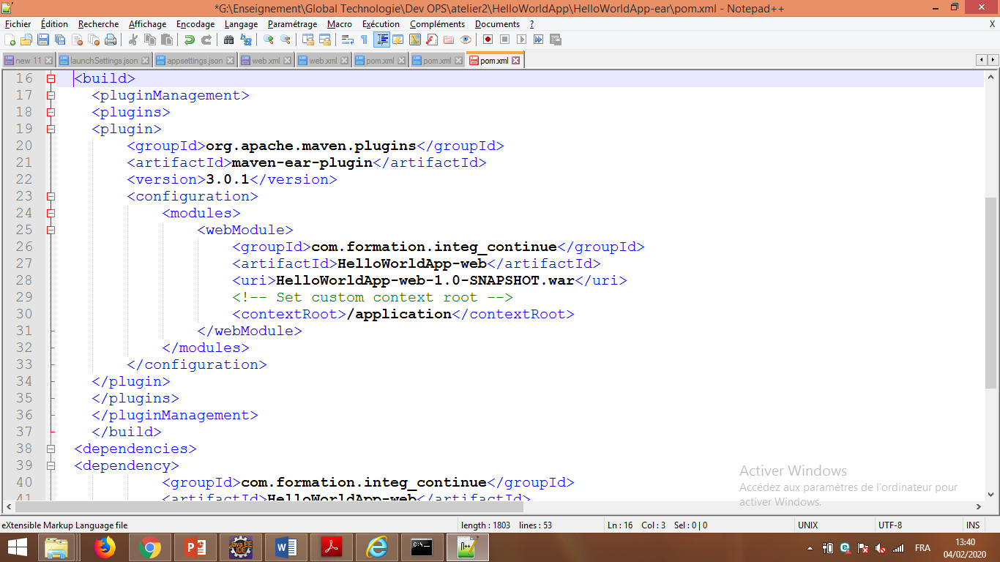 *G:\Enseignement\Global Technologie\Dev OPS\atelier2\HelloWorldApp\HelloWorldApp-ear\pom.xml - Notepad++
Fichier Édition Recherche Affichage Encodage Langage Paramétrage Macro Exécution Compléments Documents ? X
new 11 launchSettings.json appsettings.json web.xml web.xml pom.xml pom.xml pom.xml
16 <build>
17 <pluginManagement>
18 <plugins>
19 <plugin>
20 <groupId>org.apache.maven.plugins</groupId>
21 <artifactId>maven-ear-plugin</artifactId>
22 <version>3.0.1</version>
23 <configuration>
24 <modules>
25 <webModule>
26 <groupId>com.formation.integ_continue</groupId>
27 <artifactId>HelloWorldApp-web</artifactId>
28 <uri>HelloWorldApp-web-1.0-SNAPSHOT.war</uri>
29 <!-- Set custom context root -->
30 <contextRoot>/application</contextRoot>
31 </webModule>
32 </modules>
33 </configuration>
34 </plugin>
35 </plugins>
36 </pluginManagement>
37 </build>
38 <dependencies>
39 <dependency>
40 <groupId>com.formation.integ_continue</groupId>
41 <artifactId>HelloWorldApp-web</artifactId>
Activer Windows
Accédez aux paramètres de l'ordinateur pour
activer Windows.
eXtensible Markup Language file length : 1803 lines : 53 Ln : 16 Col : 3 Sel : 0 | 0 UNIX UTF-8 INS
Java EE
IDE
FRA
13:40
04/02/2020